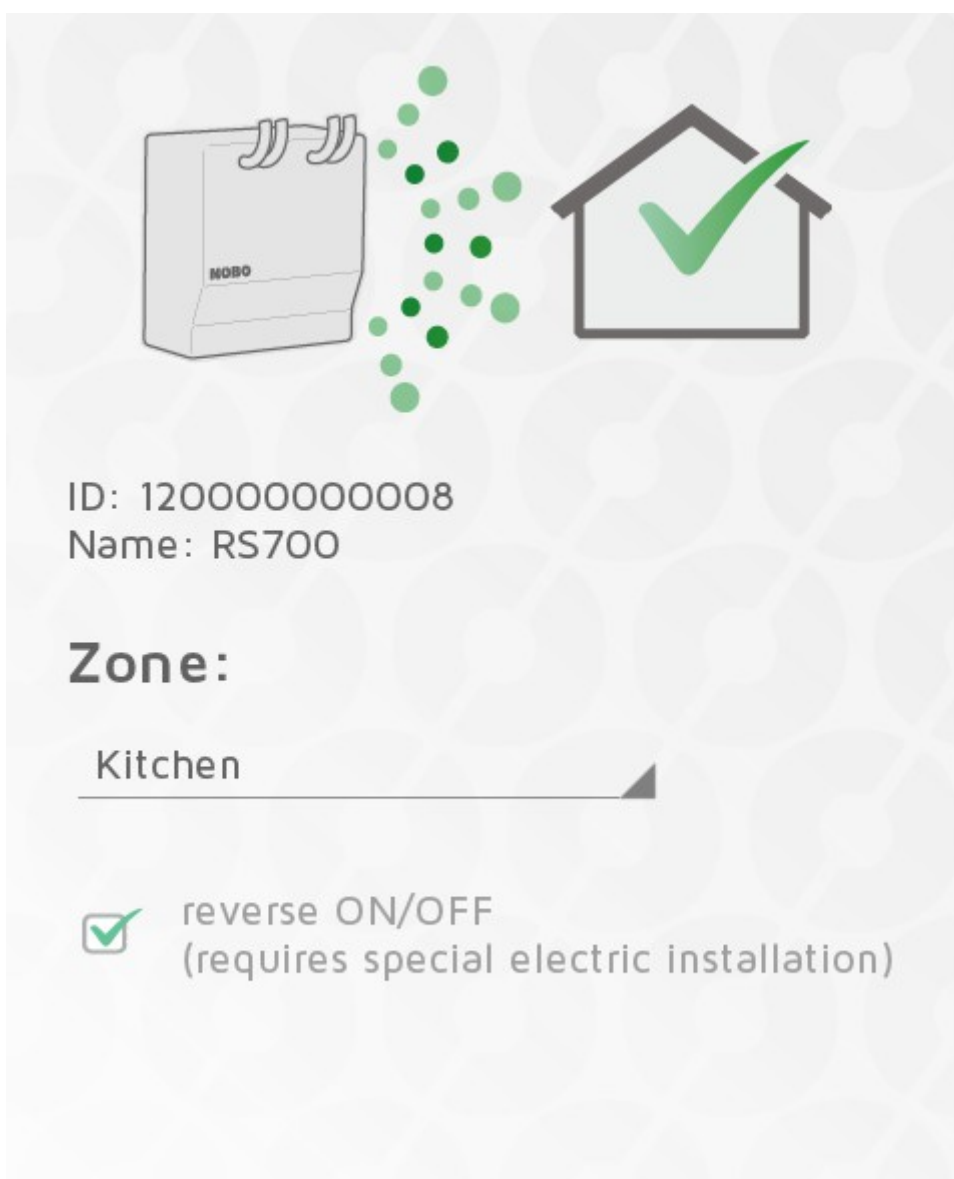 NOBO
ID: 120000000008
Name: RS700
Zone:
Kitchen
reverse ON/OFF
(requires special electric installation)